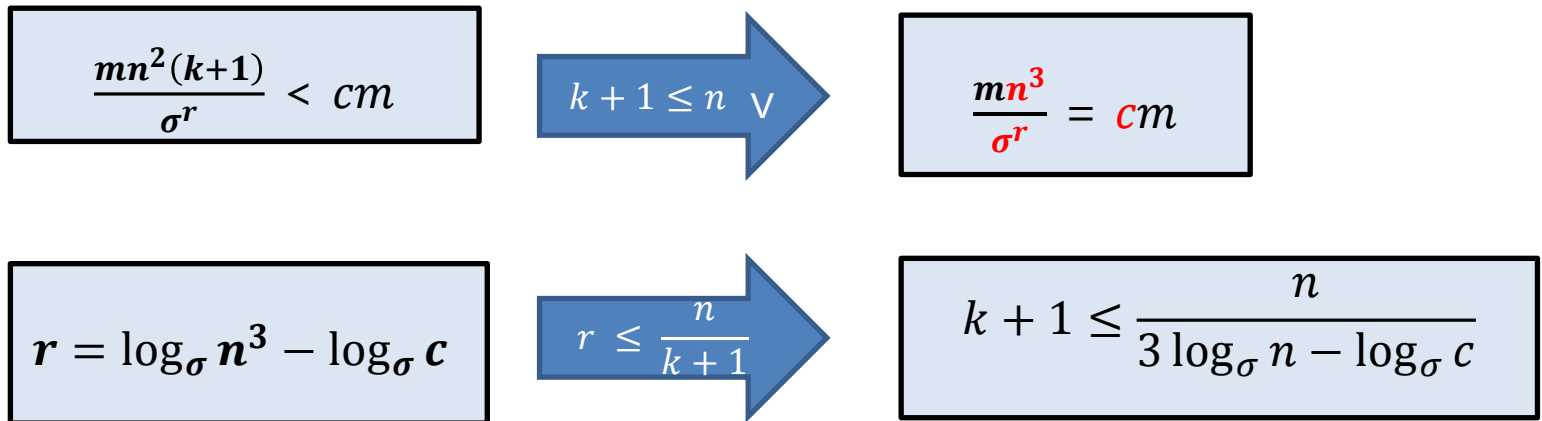 mn²(k+1)/σʳ < cm
k + 1 ≤ n ∨
mn³/σʳ = cm
r = log_σ n³ − log_σ c
r ≤ n/(k + 1)
k + 1 ≤ n/(3 log_σ n − log_σ c)